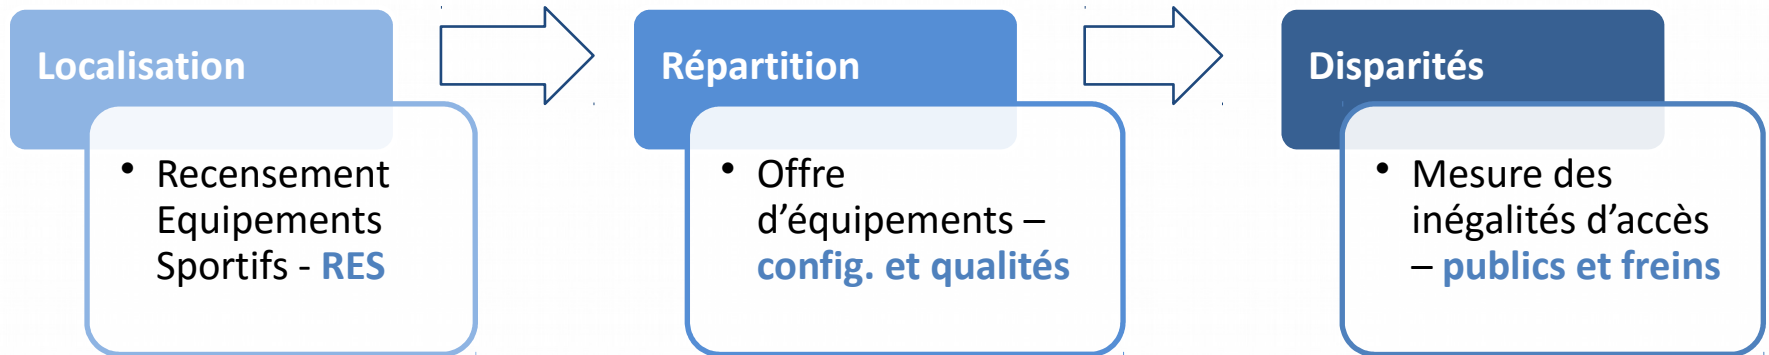 Localisation
• Recensement
Equipements
Sportifs - RES
Répartition
• Offre
d’équipements –
config. et qualités
Disparités
• Mesure des
inégalités d’accès
– publics et freins